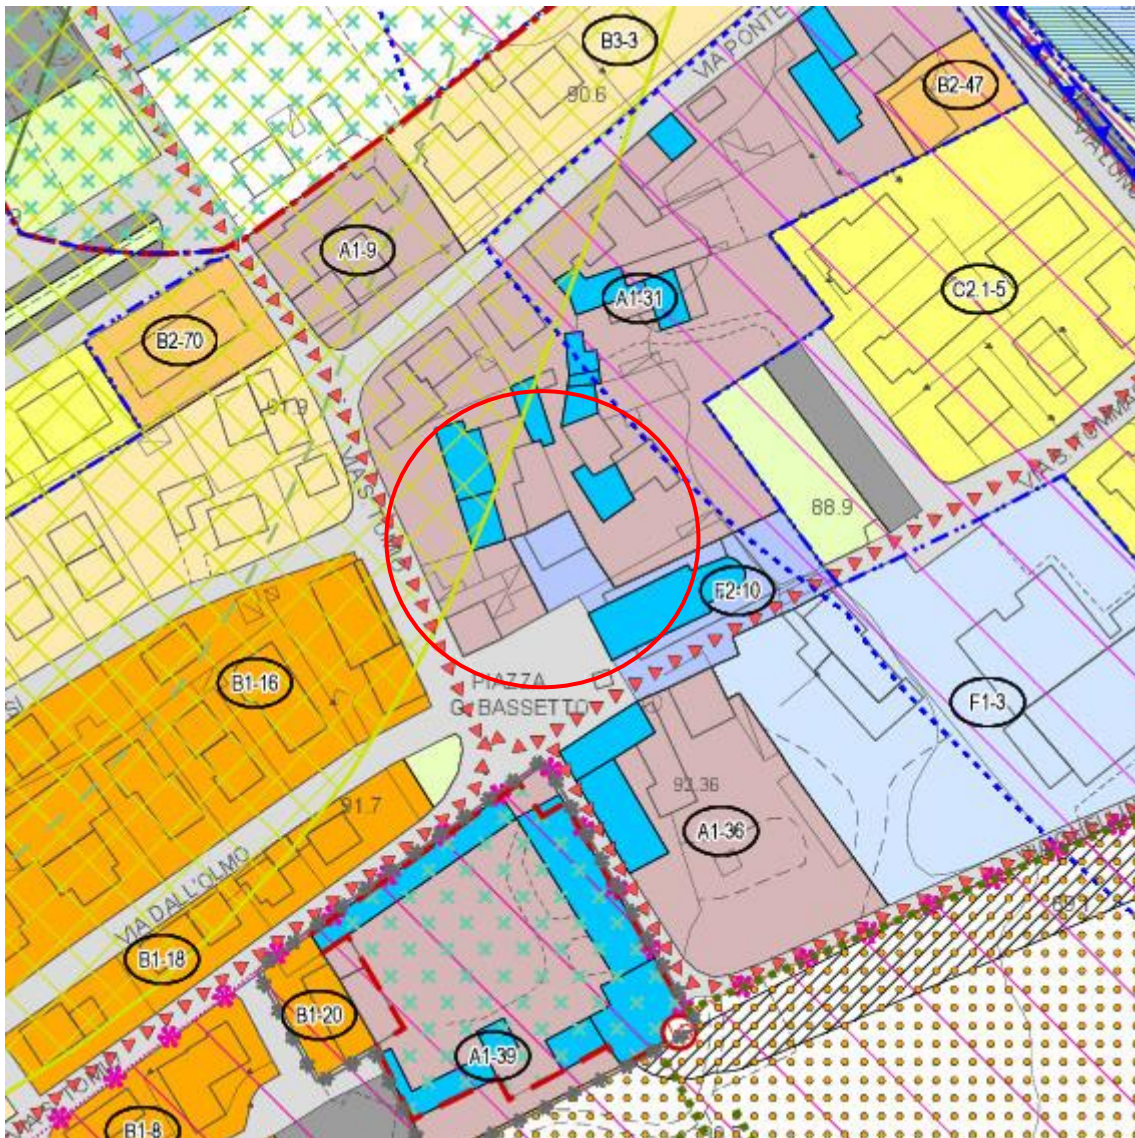 B3-3
VIA PONTE
90.6
B2-47
A1-9
A1-31
C2.1-5
B2-70
91.9
88.9
F2-10
B1-16
PIAZZA
G. BASSETTO
F1-3
91.7
A1-36
VIA DALL'OLMO
B1-18
B1-20
A1-39
B1-8